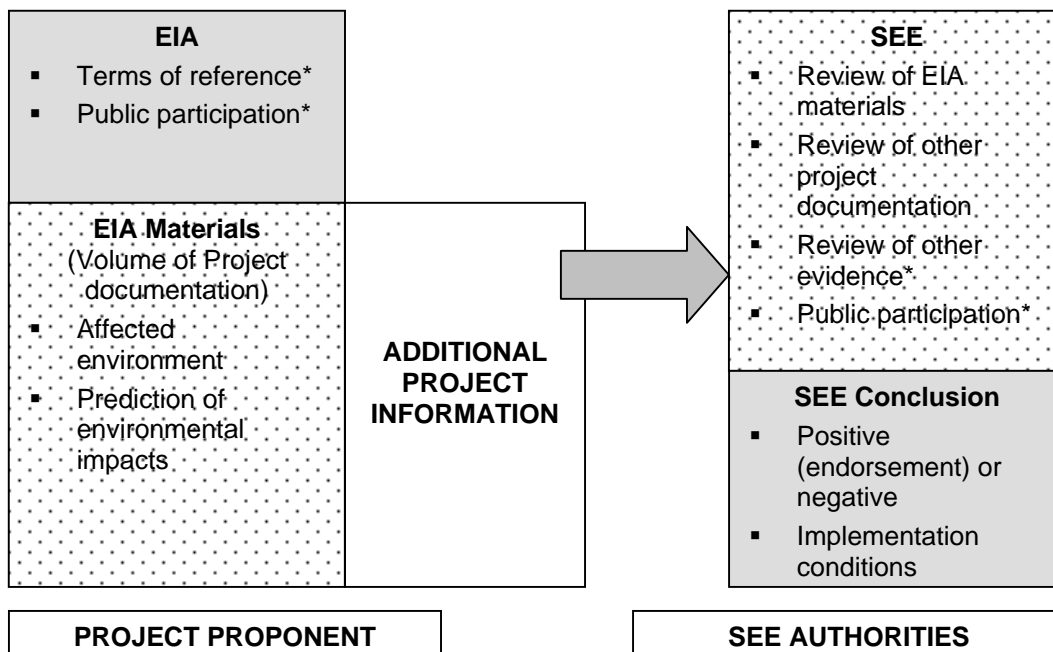 EIA
▪ Terms of reference*
▪ Public participation*
EIA Materials
(Volume of Project
documentation)
▪ Affected
environment
▪ Prediction of
environmental
impacts
ADDITIONAL
PROJECT
INFORMATION
SEE
▪ Review of EIA
materials
▪ Review of other
project
documentation
▪ Review of other
evidence*
▪ Public participation*
SEE Conclusion
▪ Positive
(endorsement) or
negative
▪ Implementation
conditions
PROJECT PROPONENT
SEE AUTHORITIES